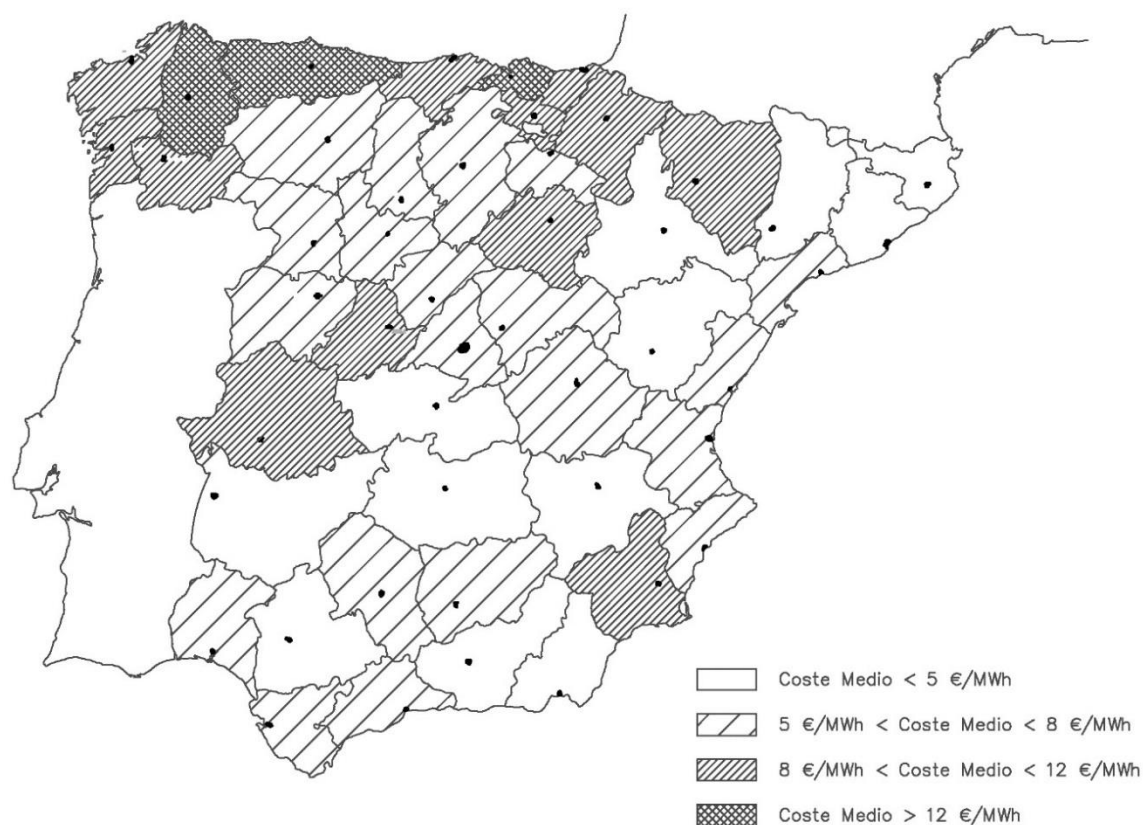 Coste Medio < 5 €/MWh
5 €/MWh < Coste Medio < 8 €/MWh
8 €/MWh < Coste Medio < 12 €/MWh
Coste Medio > 12 €/MWh